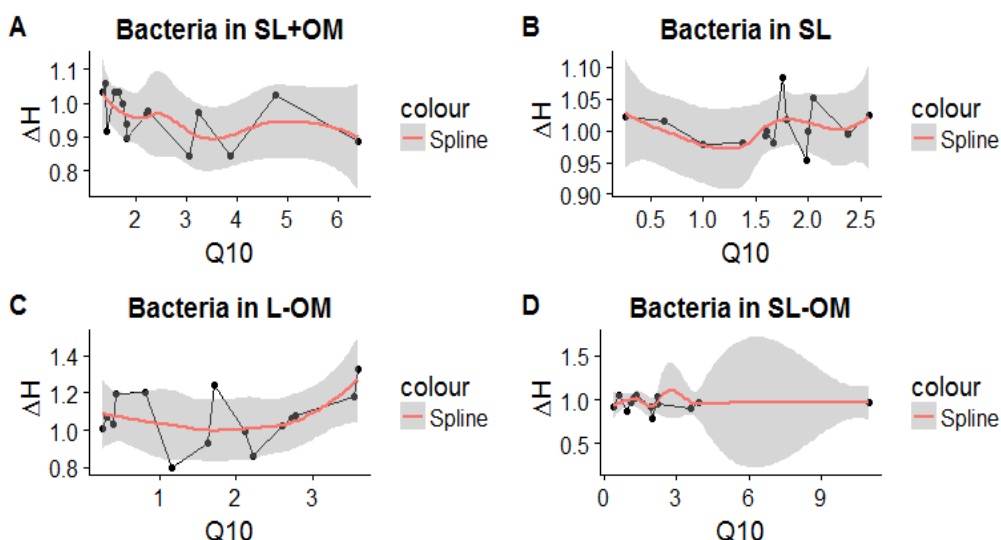 A Bacteria in SL+OM
1.1
1.0
0.9
0.8
ΔH
2 3 4 5 6
Q10
colour
Spline
B Bacteria in SL
1.10
1.05
1.00
0.95
0.90
ΔH
0.5 1.0 1.5 2.0 2.5
Q10
colour
Spline
C Bacteria in L-OM
1.4
1.2
1.0
0.8
ΔH
1 2 3
Q10
colour
Spline
D Bacteria in SL-OM
1.5
1.0
0.5
ΔH
0 3 6 9
Q10
colour
Spline